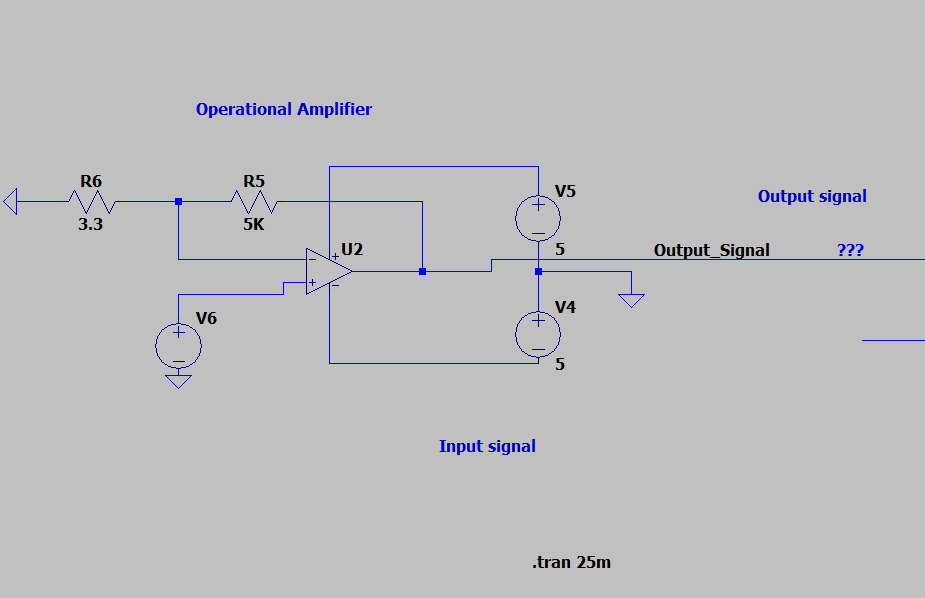 Operational Amplifier
R6
R5
3.3
5K
V5
Output signal
U2
5
Output_Signal
???
V6
V4
5
Input signal
.tran 25m